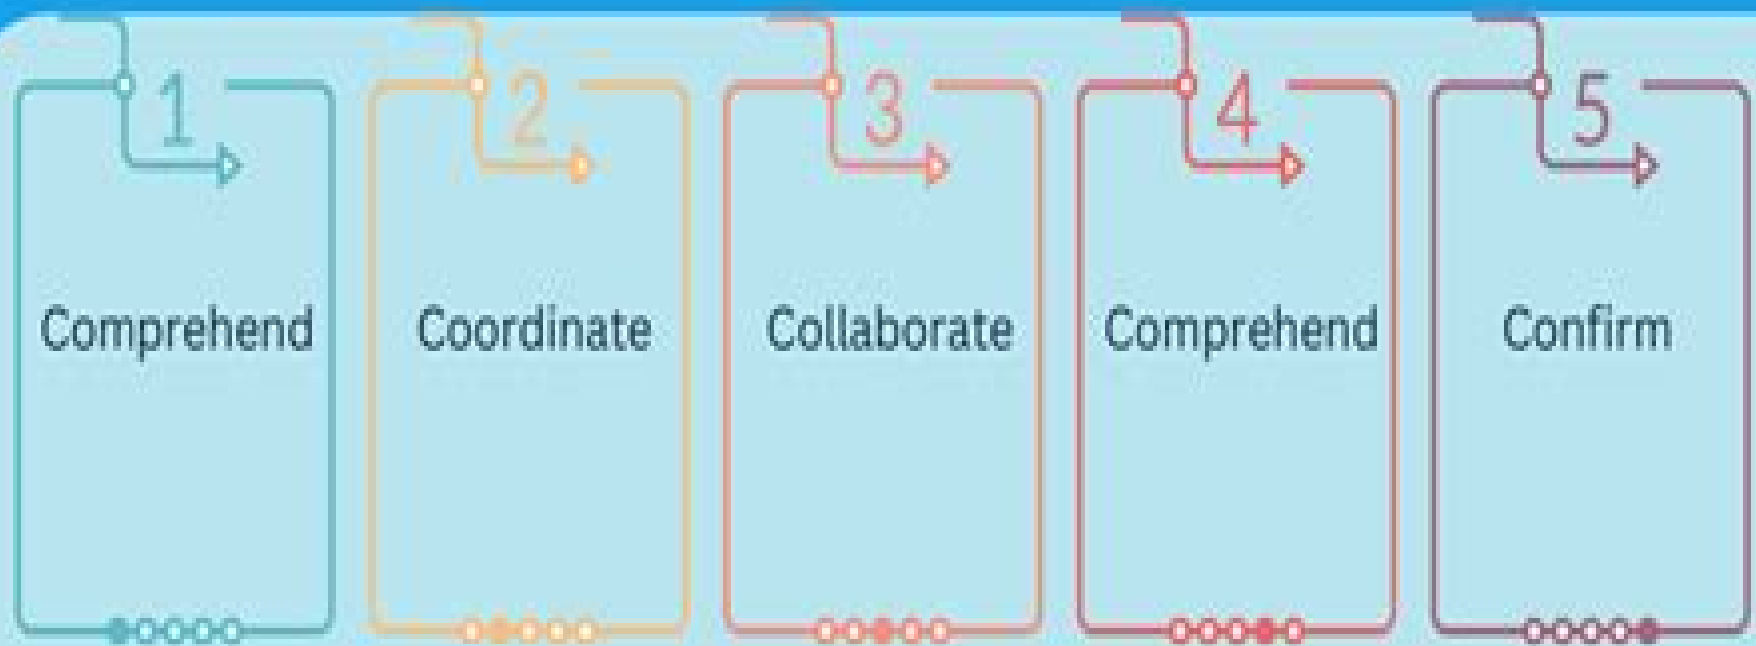 1
2
3
4
5
Comprehend
Coordinate
Collaborate
Comprehend
Confirm